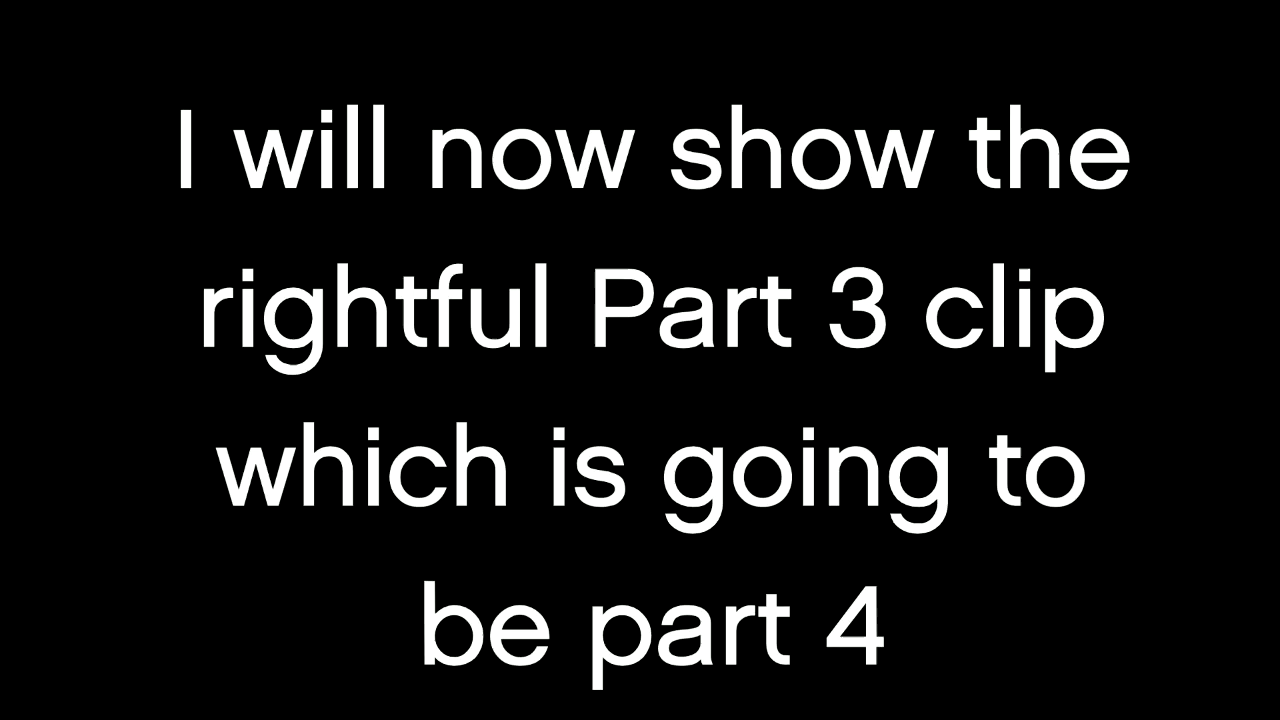 I will now show the
rightful Part 3 clip
which is going to
be part 4